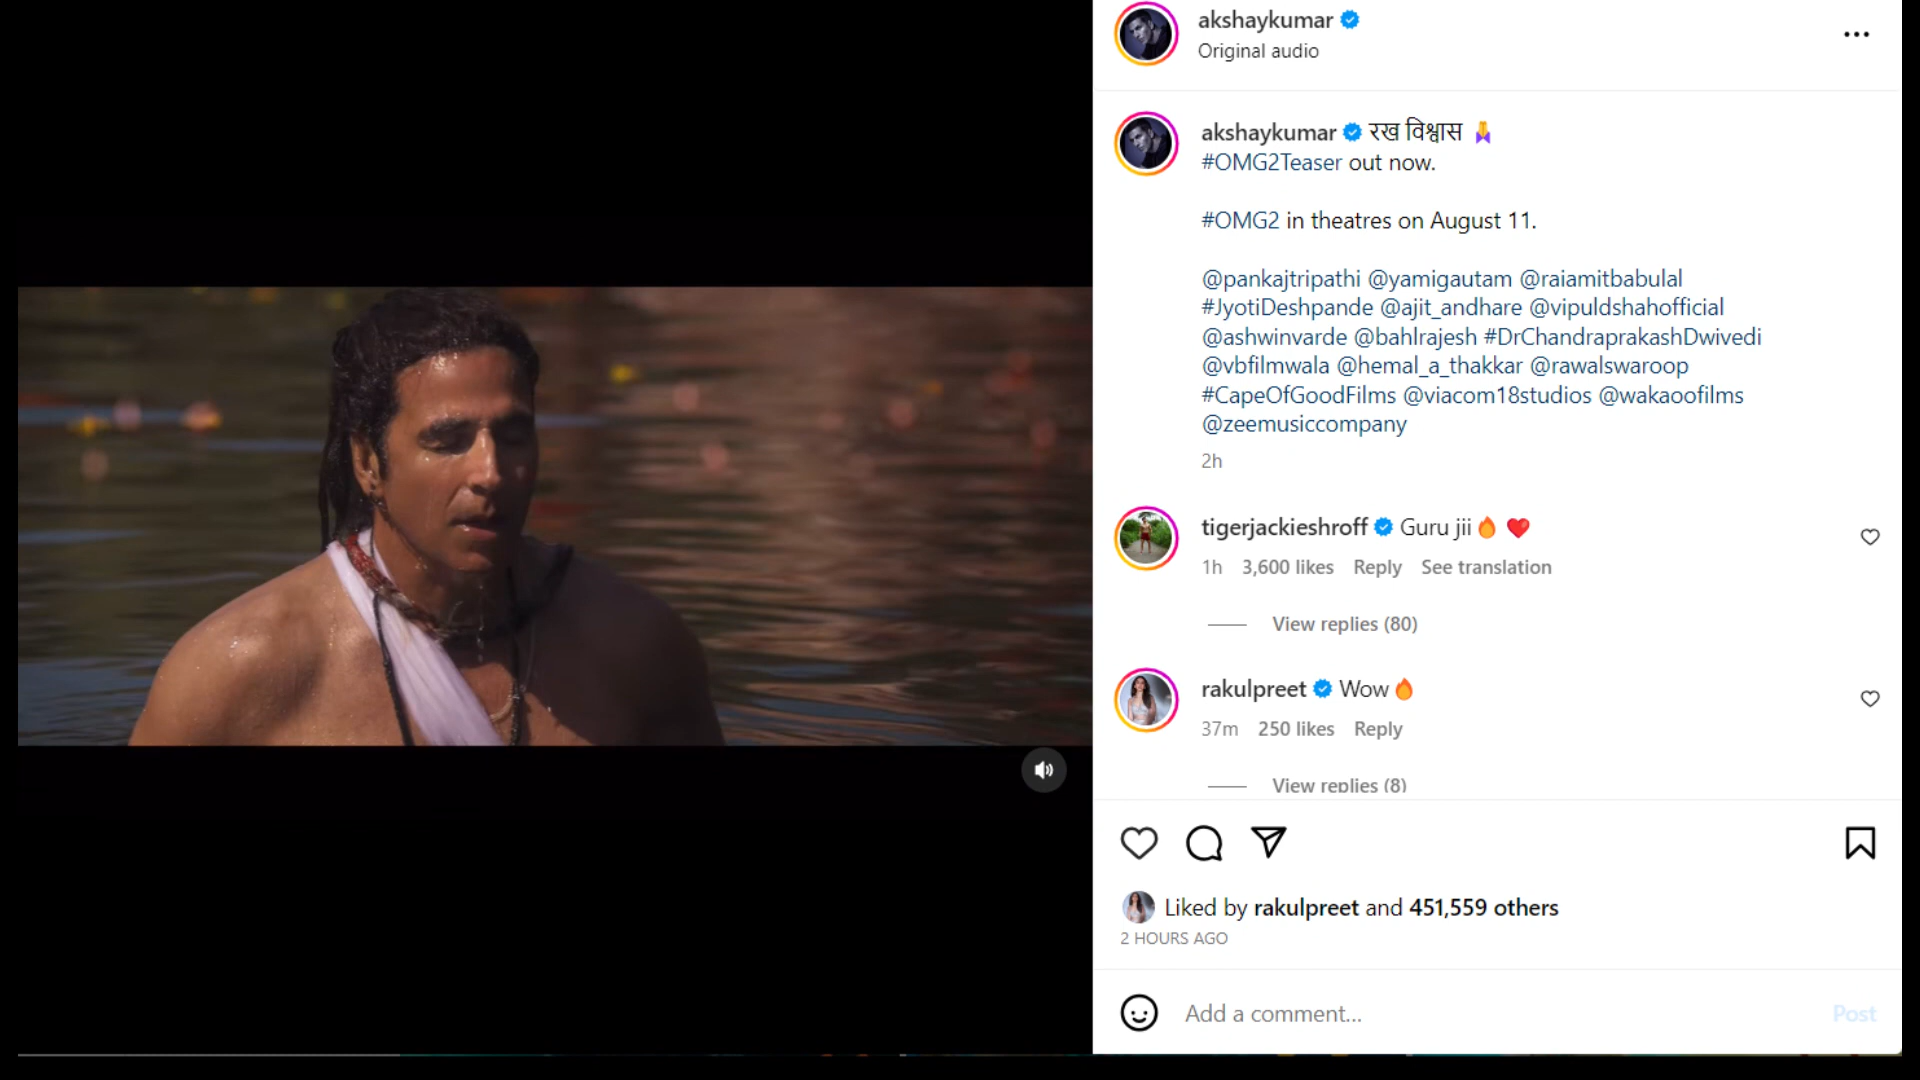 akshaykumar
Original audio
akshaykumar रख विश्वास 🙏
#OMG2Teaser out now.
#OMG2 in theatres on August 11.
@pankajtripathi @yamigautam @raiamitbabulal
#JyotiDeshpande @ajit_andhare @vipuldshahofficial
@ashwinvarde @bahlrajesh #DrChandraprakashDwivedi
@vbfilmwala @hemal_a_thakkar @rawalswaroop
#CapeOfGoodFilms @viacom18studios @wakaoofilms
@zeemusiccompany
2h
tigerjackieshroff Guru jii🔥 ❤️
1h 3,600 likes Reply See translation
View replies (80)
rakulpreet Wow🔥
37m 250 likes Reply
View replies (8)
Liked by rakulpreet and 451,559 others
2 HOURS AGO
Add a comment... Post